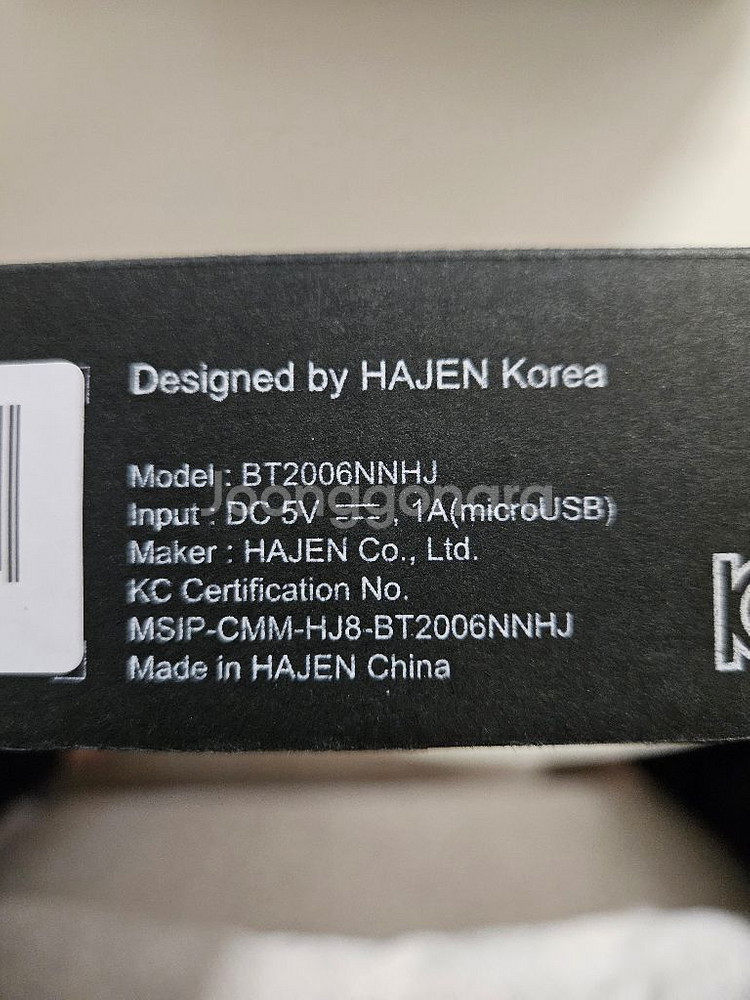 Designed by HAJEN Korea
Model : BT2006NNHJ
Joonggonara
Input : DC 5V ⎓ , 1A(microUSB)
Maker : HAJEN Co., Ltd.
KC Certification No.
MSIP-CMM-HJ8-BT2006NNHJ
Made in HAJEN China